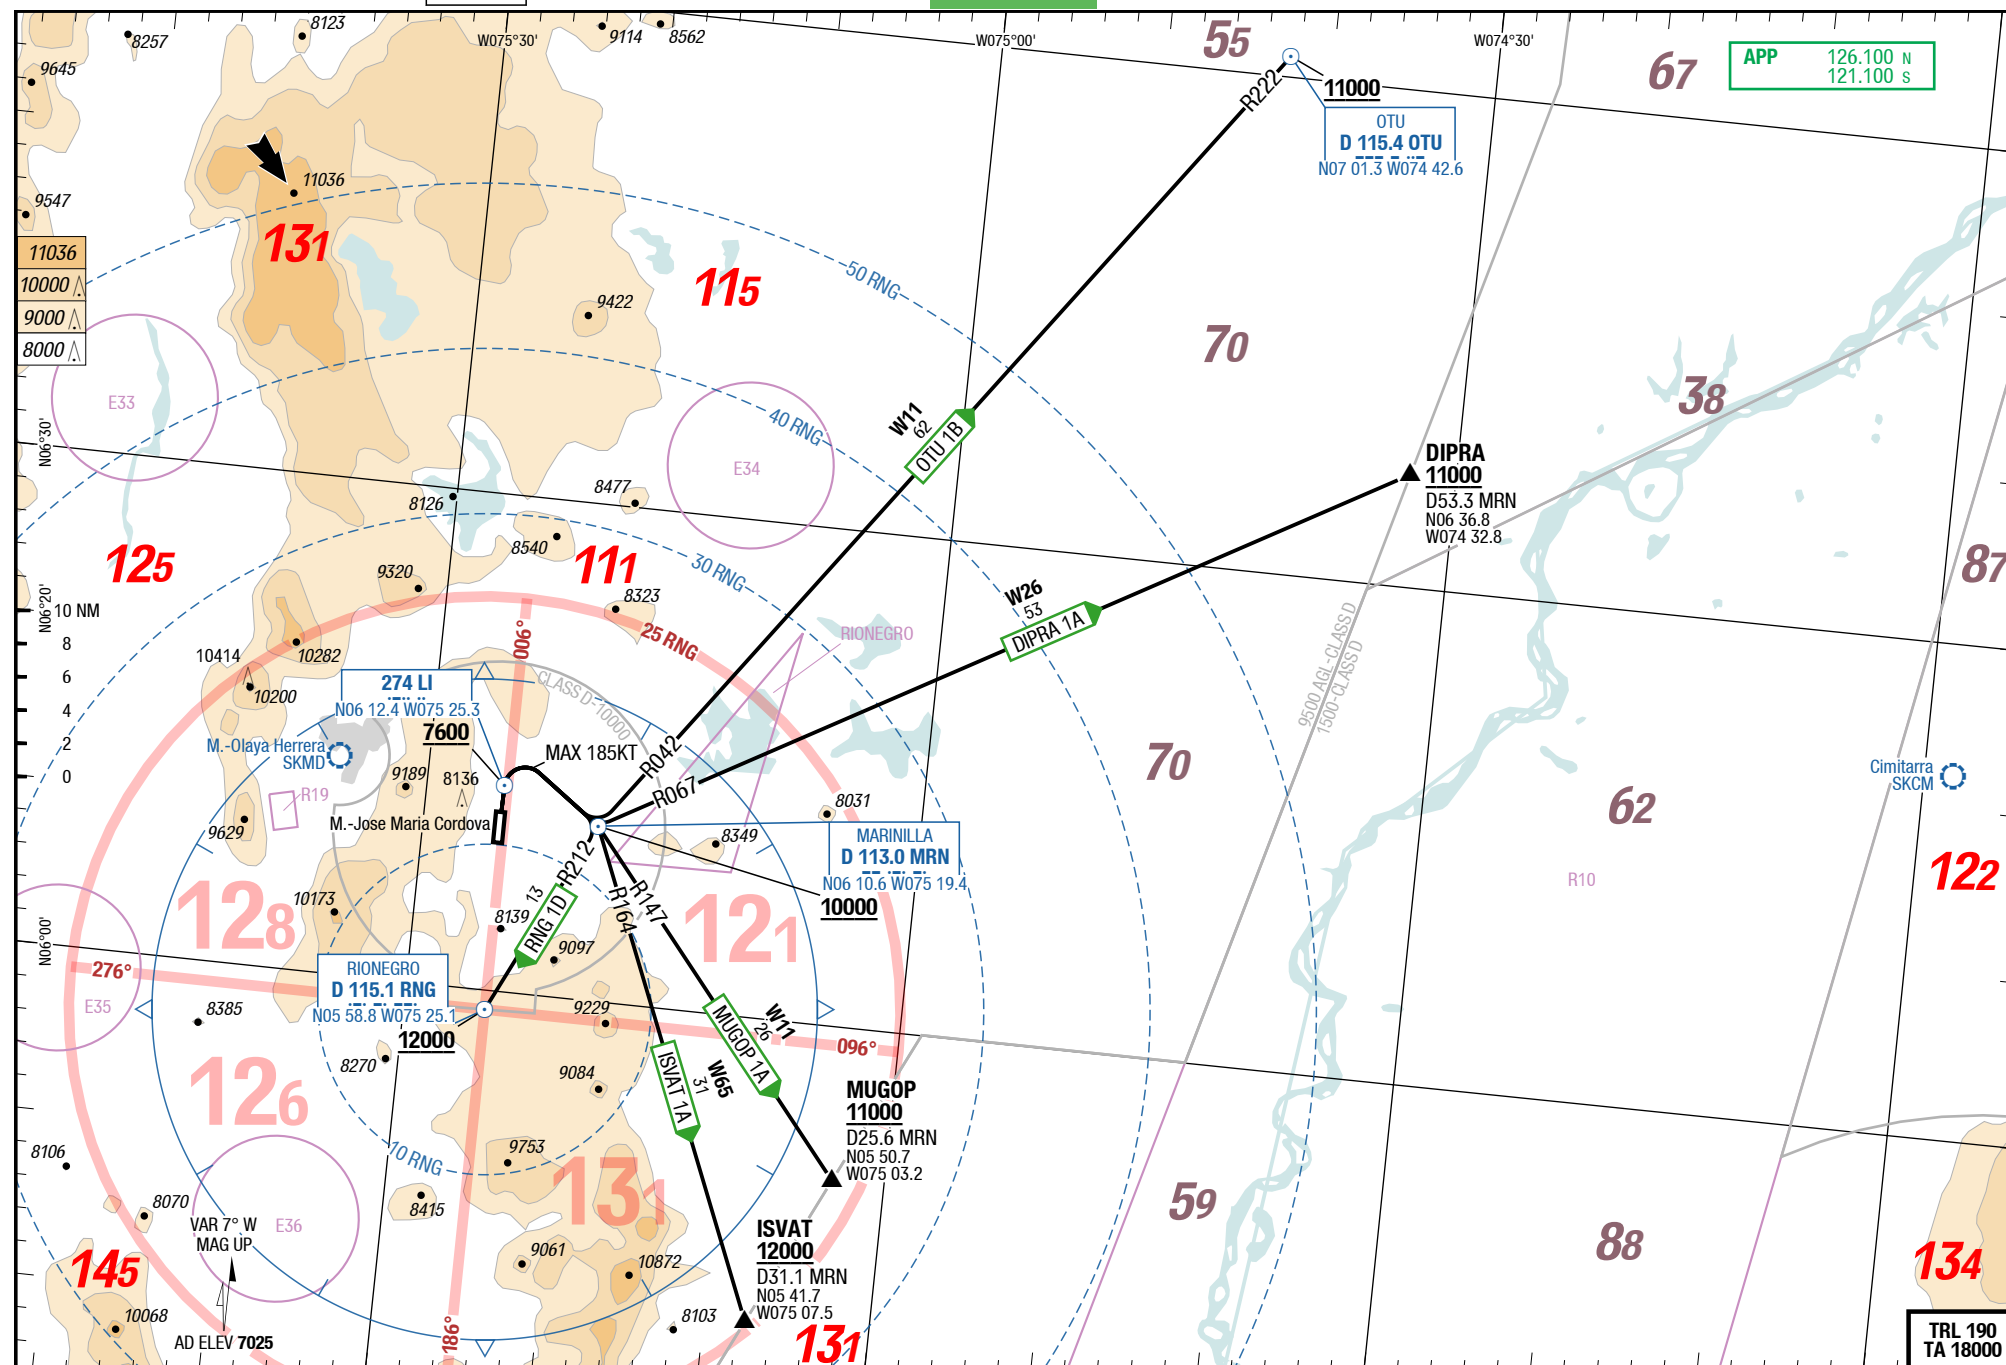 8257
8123
W075°30'
9114
8562
W075°00'
55
W074°30'
67
APP 126.100 N
121.100 S
9645
R222
11000
OTU
D 115.4 OTU
N07 01.3 W074 42.6
11036
9547
131
11036
10000
9000
8000
115
50 RNG
9422
70
E33
40 RNG
38
W11
62
OTU 1B
N06°30'
E34
DIPRA
11000
D53.3 MRN
N06 36.8
W074 32.8
8477
8126
8540
125
111
30 RNG
87
9320
8323
W26
53
DIPRA 1A
N06°20'
10 NM
8
6
4
2
0
006°
25 RNG
RIONEGRO
10282
10414
10200
9500 AGL-CLASS D
1500-CLASS D
CLASS D-10000
274 LI
N06 12.4 W075 25.3
7600
M.-Olaya Herrera
SKMD
MAX 185KT
R042
R067
70
Cimitarra
SKCM
9189
8136
R19
9629
M.-Jose Maria Cordova
8031
8349
62
MARINILLA
D 113.0 MRN
N06 10.6 W075 19.4
10000
R212
R164
R147
R10
122
13
RNG 1D
128
10173
8139
9097
121
N06°00'
276°
RIONEGRO
D 115.1 RNG
N05 58.8 W075 25.1
12000
E35
8385
9229
W11
26
MUGOP 1A
096°
8270
126
9084
W65
31
ISVAT 1A
MUGOP
11000
D25.6 MRN
N05 50.7
W075 03.2
8106
10 RNG
9753
131
59
8070
8415
VAR 7° W
MAG UP
E36
ISVAT
12000
D31.1 MRN
N05 41.7
W075 07.5
88
145
9061
10872
134
10068
AD ELEV 7025
186°
8103
131
TRL 190
TA 18000